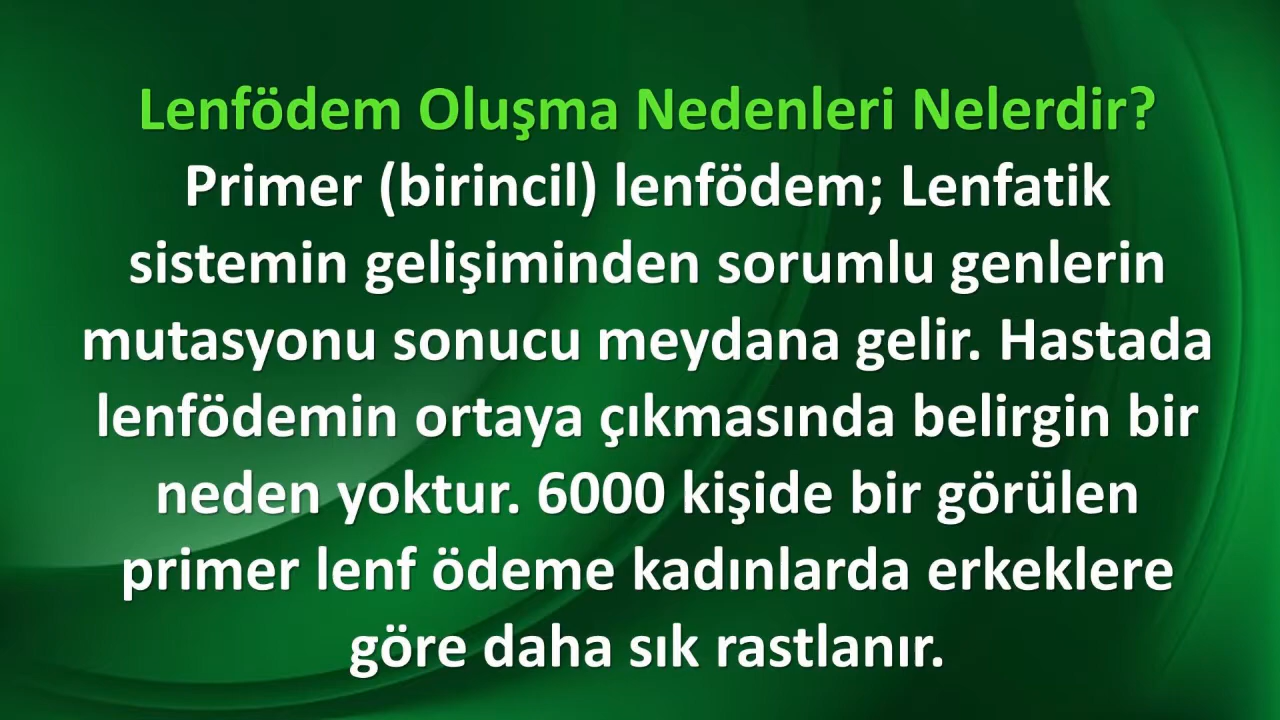 Lenfödem Oluşma Nedenleri Nelerdir?
Primer (birincil) lenfödem; Lenfatik
sistemin gelişiminden sorumlu genlerin
mutasyonu sonucu meydana gelir. Hastada
lenfödemin ortaya çıkmasında belirgin bir
neden yoktur. 6000 kişide bir görülen
primer lenf ödeme kadınlarda erkeklere
göre daha sık rastlanır.